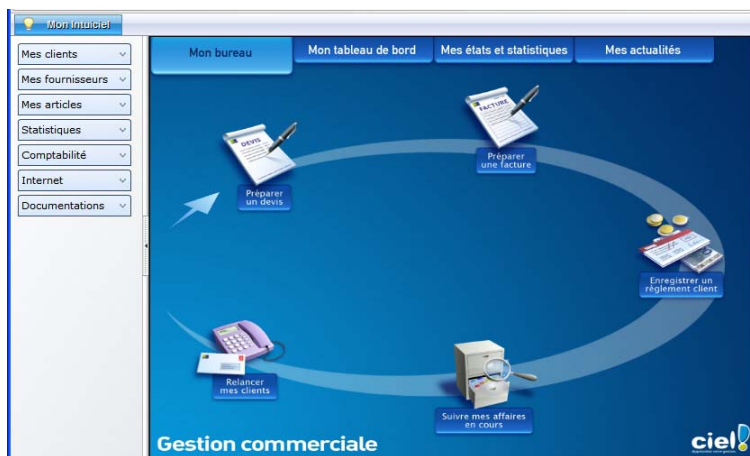 Mon Intuiciel
Mes clients
Mes fournisseurs
Mes articles
Statistiques
Comptabilité
Internet
Documentations
Mon bureau
Mon tableau de bord
Mes états et statistiques
Mes actualités
DEVIS
Préparer
un devis
FACTURE
Préparer
une facture
Enregistrer un
règlement client
Relancer
mes clients
Suivre mes affaires
en cours
Gestion commerciale
ciel!